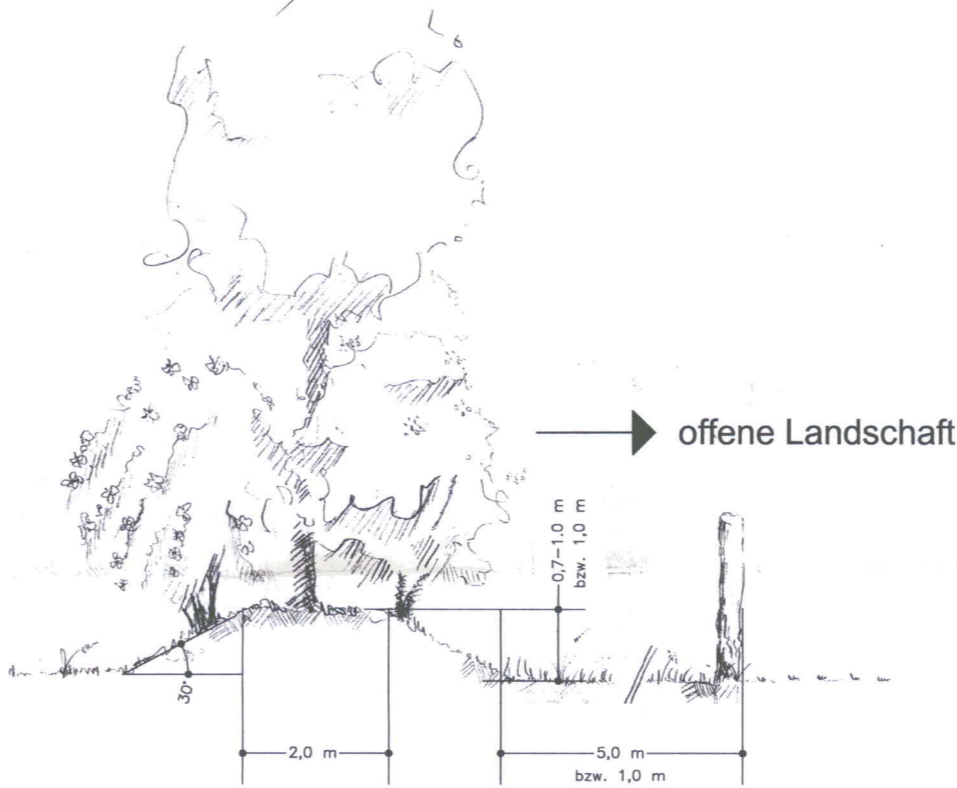 offene Landschaft
0,7-1.0 m
bzw. 1,0 m
30°
2,0 m
5,0 m
bzw. 1,0 m